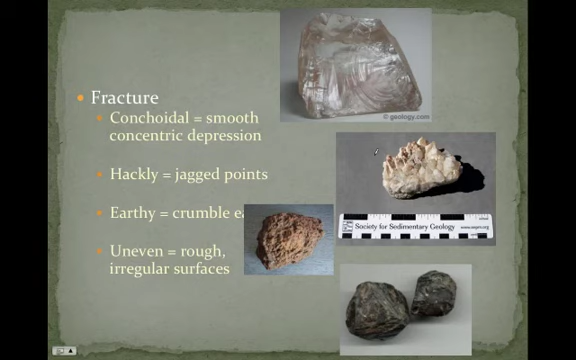 Fracture
Conchoidal = smooth
concentric depression
Hackly = jagged points
Earthy = crumble ea
Uneven = rough,
irregular surfaces
© geology.com
Society for Sedimentary Geology